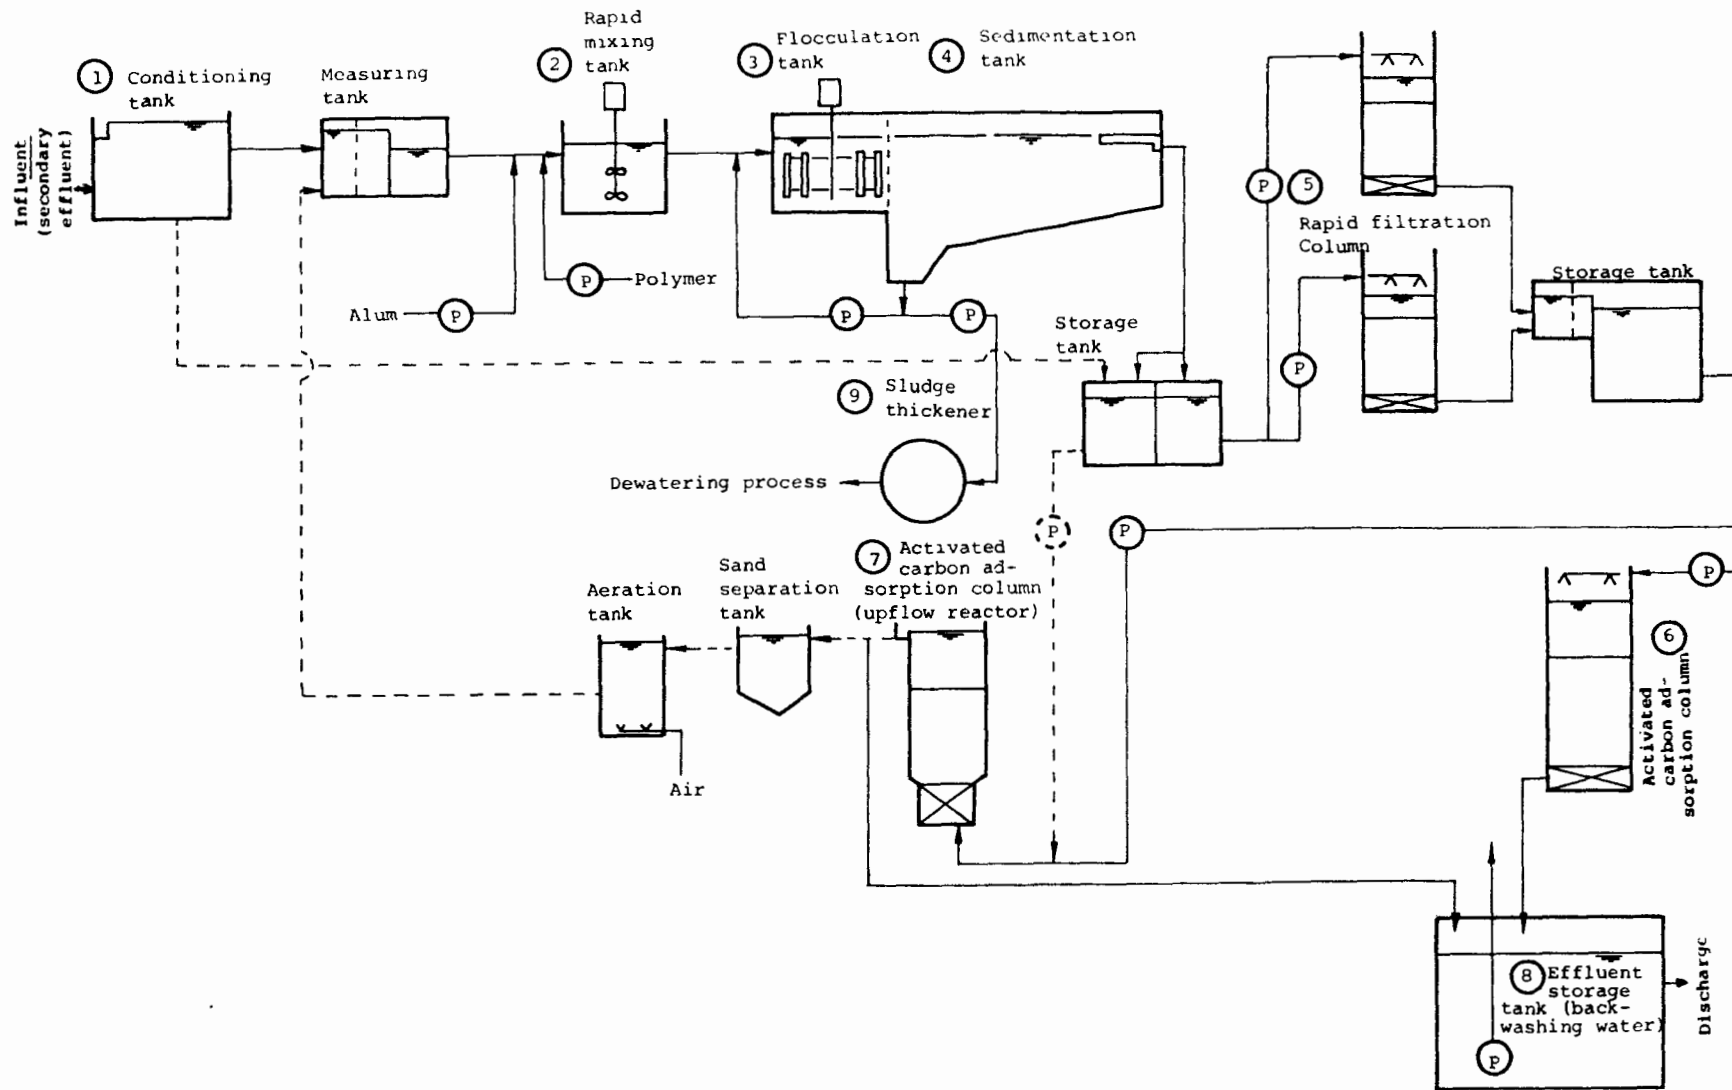 Rapid
mixing
tank
2
Flocculation
tank
3
Sedimentation
tank
4
1
Conditioning
tank
Measuring
tank
Influent
(secondary
effluent)
P
5
Rapid filtration
Column
Alum
P
P
Polymer
P
P
Storage
tank
P
Storage tank
9
Sludge
thickener
Dewatering process
P
P
7
Activated
carbon ad-
sorption column
(upflow reactor)
Sand
separation
tank
Aeration
tank
Air
P
6
Activated
carbon ad-
sorption column
8
Effluent
storage
tank (back-
washing water)
P
Discharge